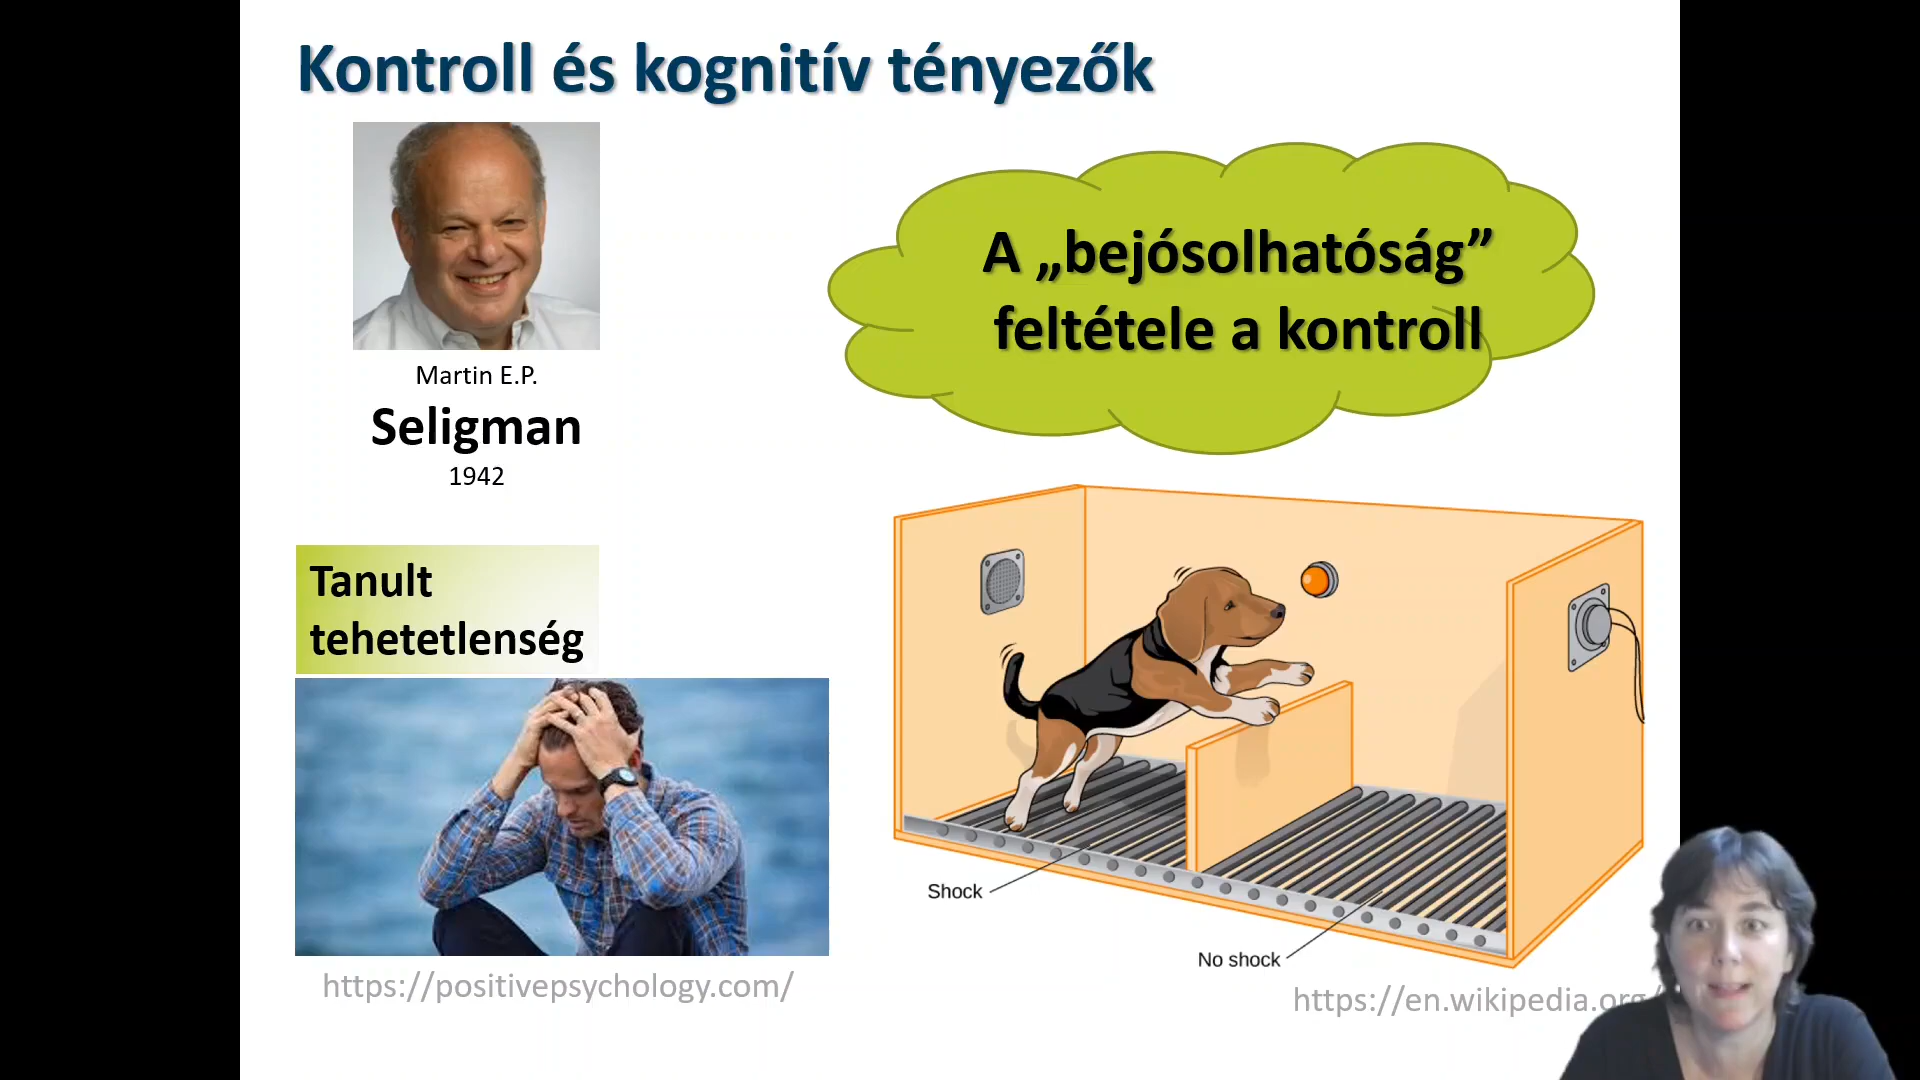 Kontroll és kognitív tényezők
Martin E.P.
Seligman
1942
A „bejósolhatóság”
feltétele a kontroll
Tanult
tehetetlenség
https://positivepsychology.com/
Shock
No shock
https://en.wikipedia.org/